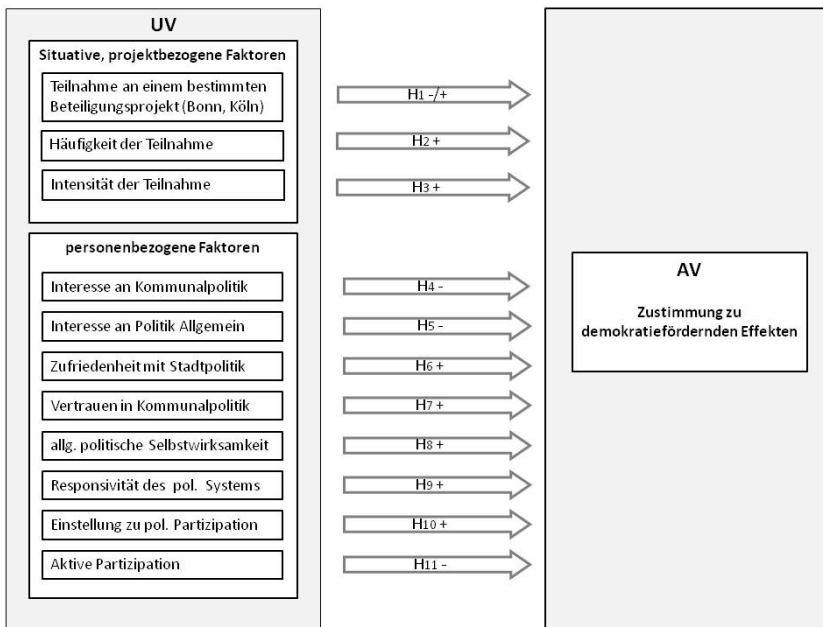 UV
Situative, projektbezogene Faktoren
Teilnahme an einem bestimmten
Beteiligungsprojekt (Bonn, Köln)
H1 -/+
Häufigkeit der Teilnahme
H2 +
Intensität der Teilnahme
H3 +
personenbezogene Faktoren
Interesse an Kommunalpolitik
H4 -
Interesse an Politik Allgemein
H5 -
Zufriedenheit mit Stadtpolitik
H6 +
Vertrauen in Kommunalpolitik
H7 +
allg. politische Selbstwirksamkeit
H8 +
Responsivität des pol. Systems
H9 +
Einstellung zu pol. Partizipation
H10 +
Aktive Partizipation
H11 -
AV
Zustimmung zu
demokratiefördernden Effekten